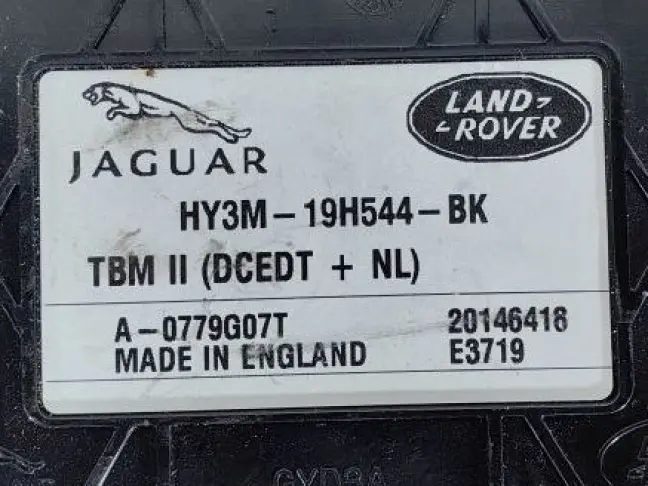 JAGUAR
LAND-
ROVER
HY3M-19H544-BK
TBM II (DCEDT + NL)
A-0779G07T 20146418
MADE IN ENGLAND E3719